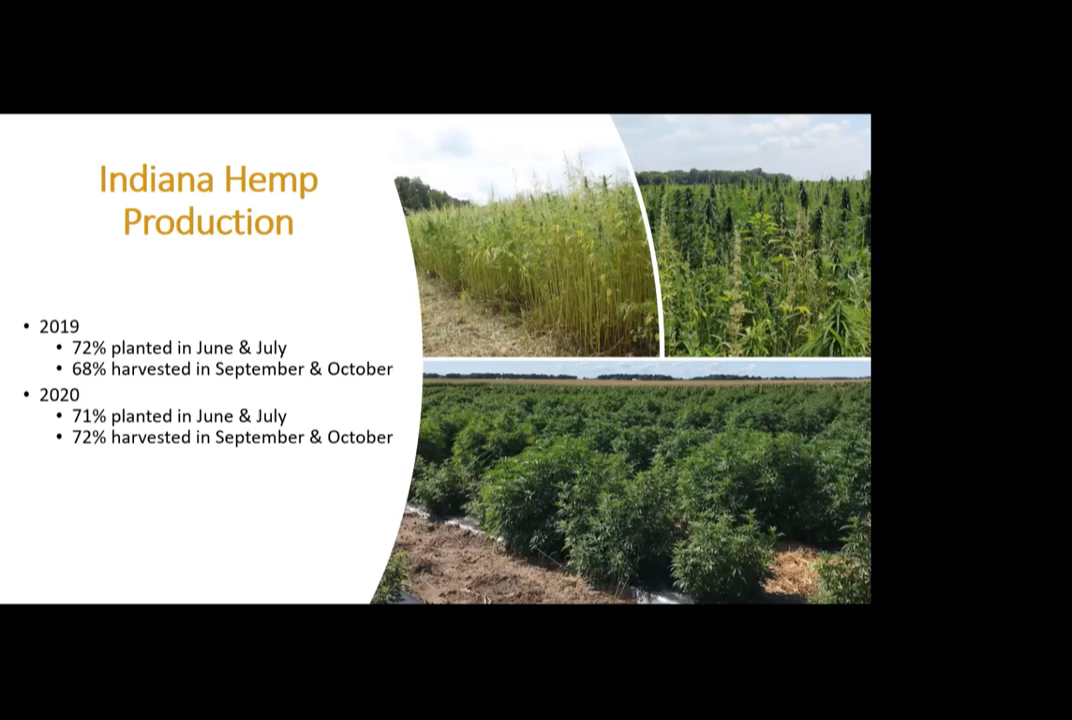 Indiana Hemp
Production
• 2019
• 72% planted in June & July
• 68% harvested in September & October
• 2020
• 71% planted in June & July
• 72% harvested in September & October